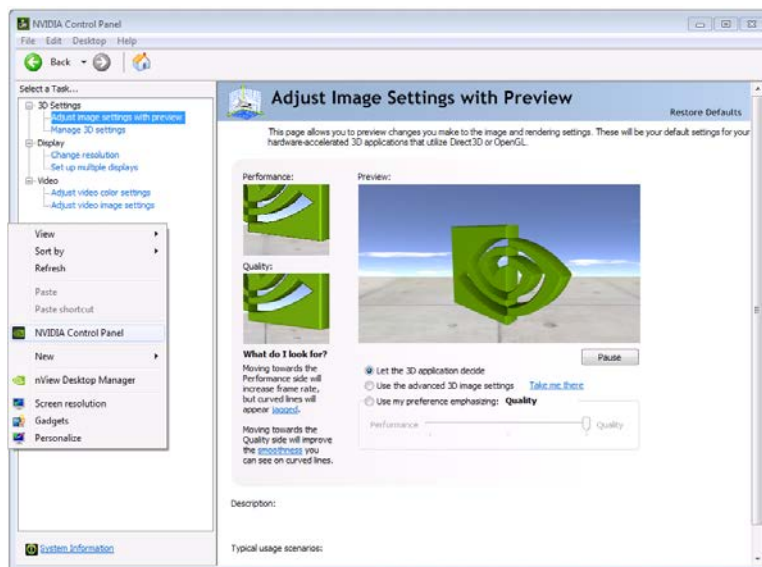 NVIDIA Control Panel
File Edit Desktop Help
Back
Select a Task...
3D Settings
Adjust image settings with preview
Manage 3D settings
Display
Change resolution
Set up multiple displays
Video
Adjust video color settings
Adjust video image settings
View
Sort by
Refresh
Paste
Paste shortcut
NVIDIA Control Panel
New
nView Desktop Manager
Screen resolution
Gadgets
Personalize
System Information
Adjust Image Settings with Preview
Restore Defaults
This page allows you to preview changes you make to the image and rendering settings. These will be your default settings for your
hardware-accelerated 3D applications that utilize Direct3D or OpenGL.
Performance:
Preview:
Quality:
What do I look for?
Moving towards the
Performance side will
increase frame rate,
but curved lines will
appear jagged.
Moving towards the
Quality side will improve
the smoothness you
can see on curved lines.
Pause
Let the 3D application decide
Use the advanced 3D image settings Take me there
Use my preference emphasizing: Quality
Performance Quality
Description:
Typical usage scenarios: